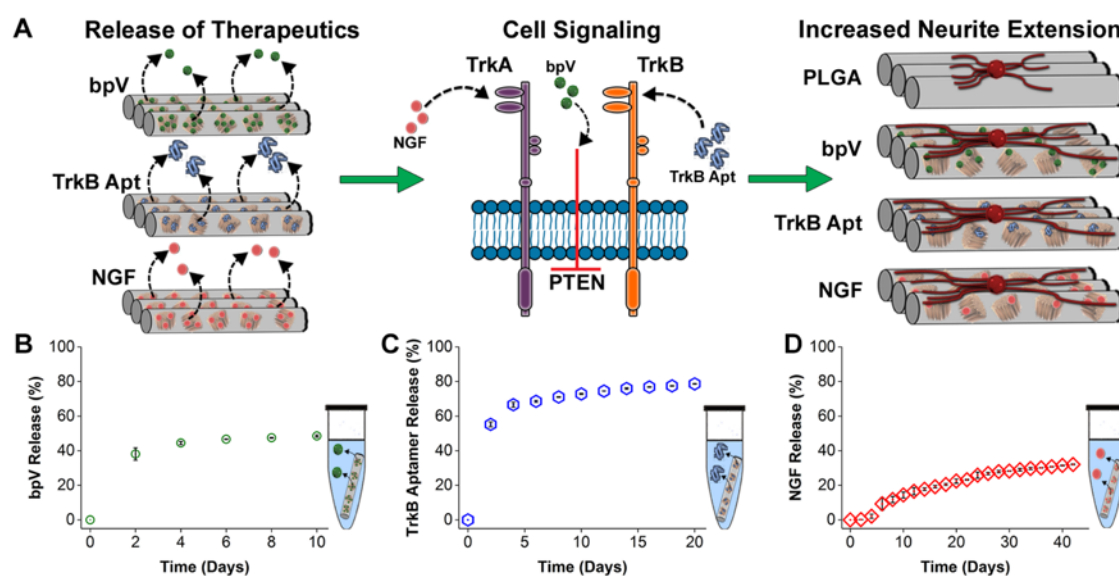 A
Release of Therapeutics
bpV
TrkB Apt
NGF
Cell Signaling
TrkA
bpV
TrkB
NGF
TrkB Apt
PTEN
Increased Neurite Extension
PLGA
bpV
TrkB Apt
NGF
B
bpV Release (%)
100
80
60
40
20
0
0 2 4 6 8 10
Time (Days)
C
TrkB Aptamer Release (%)
100
80
60
40
20
0
0 5 10 15 20
Time (Days)
D
NGF Release (%)
100
80
60
40
20
0
0 10 20 30 40
Time (Days)